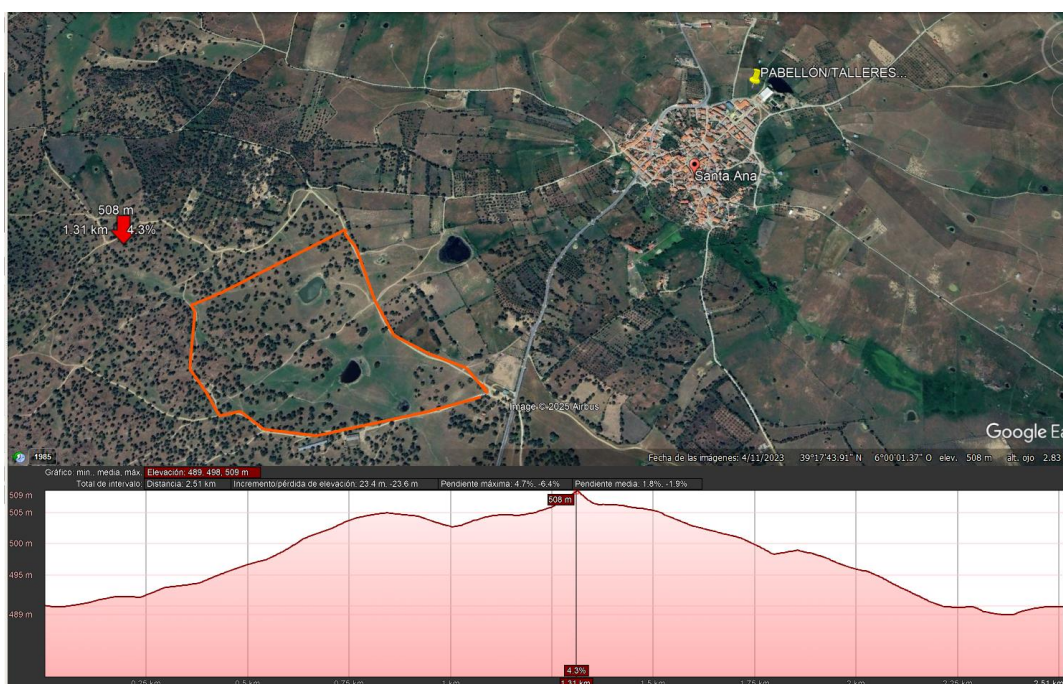 PABELLÓN/TALLERES...
Santa Ana
508 m
1.31 km 4.3%
Image © 2025 Airbus
Google Ea
1985
Fecha de las imágenes: 4/11/2023 39°17'43.91" N 6°00'01.37" O elev. 508 m alt. ojo 2.83
Gráfico: mín., media, máx. Elevación: 489, 498, 509 m
Total de intervalo: Distancia: 2.51 km Incremento/pérdida de elevación: 23.4 m, -23.6 m Pendiente máxima: 4.7%, -6.4% Pendiente media: 1.8%, -1.9%
509 m
508 m
505 m
500 m
495 m
489 m
4.3%
0.25 km 0.5 km 0.75 km 1 km 1.31 km 1.5 km 1.75 km 2 km 2.25 km 2.51 km